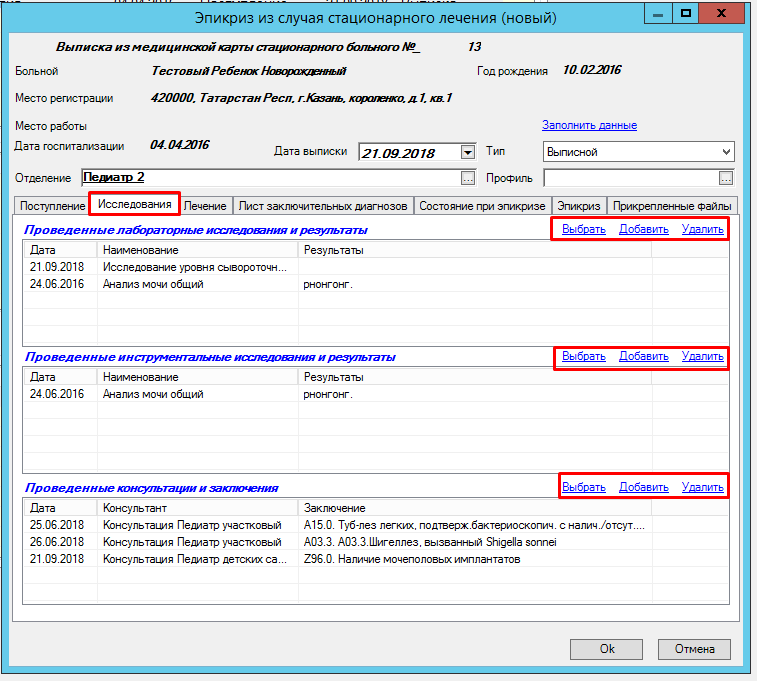 Эпикриз из случая стационарного лечения (новый)
Выписка из медицинской карты стационарного больного №_ 13
Больной Тестовый Ребенок Новорожденный Год рождения 10.02.2016
Место регистрации 420000, Татарстан Респ, г.Казань, короленко, д.1, кв.1
Место работы Заполнить данные
Дата госпитализации 04.04.2016 Дата выписки 21.09.2018 Тип Выписной
Отделение Педиатр 2 ... Профиль ...
Поступление Исследования Лечение Лист заключительных диагнозов Состояние при эпикризе Эпикриз Прикрепленные файлы
Проведенные лабораторные исследования и результаты Выбрать Добавить Удалить
Дата Наименование Результаты
21.09.2018 Исследование уровня сывороточн...
24.06.2016 Анализ мочи общий рнонгонг.
Проведенные инструментальные исследования и результаты Выбрать Добавить Удалить
Дата Наименование Результаты
24.06.2016 Анализ мочи общий рнонгонг.
Проведенные консультации и заключения Выбрать Добавить Удалить
Дата Консультант Заключение
25.06.2018 Консультация Педиатр участковый A15.0. Туб-лез легких, подтверж.бактериоскопич. с налич./отсут....
26.06.2018 Консультация Педиатр участковый A03.3. A03.3.Шигеллез, вызванный Shigella sonnei
21.09.2018 Консультация Педиатр детских са... Z96.0. Наличие мочеполовых имплантатов
Ok Отмена